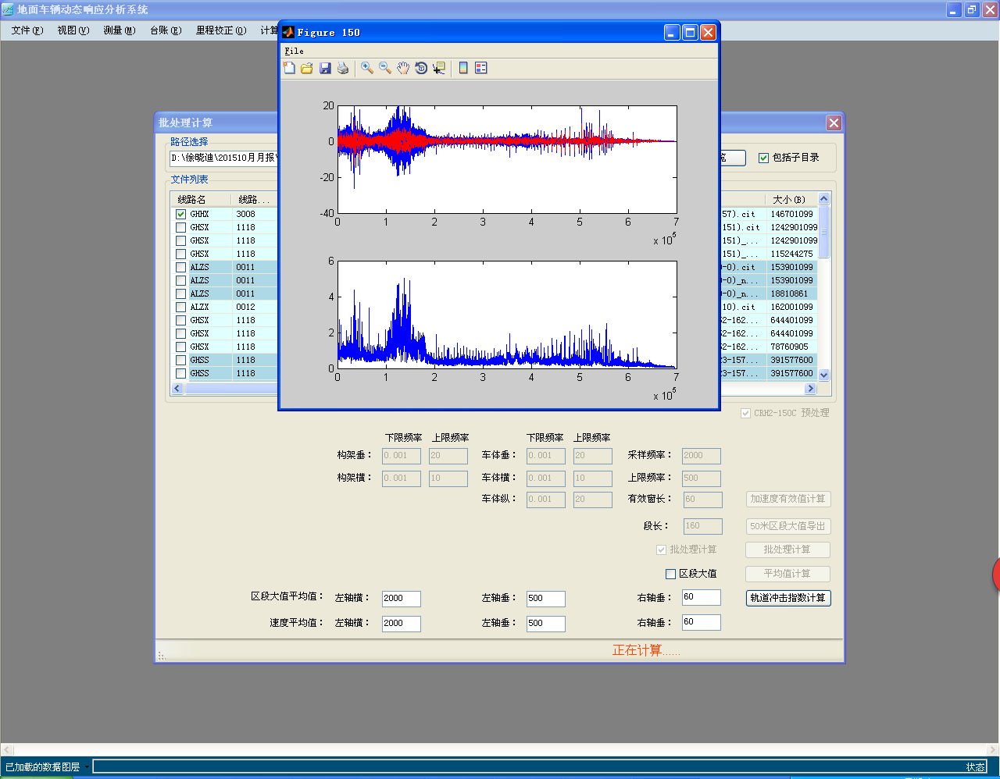 地面车辆动态响应分析系统
文件(F) 视图(V) 测量(M) 台账(E) 里程校正(Q) 计算
Figure 150
File
批处理计算
路径选择
D:\徐晓迪\201510月月报\
包括子目录
文件列表
线路名 线路... 大小(B)
GHHX 3008 57).cit 146701099
GHSX 1118 151).cit 1242901099
GHSX 1118 151)_... 1242901099
GHSX 1118 151)_... 115244275
ALZS 0011 0-0).cit 153901099
ALZS 0011 0-0)_n... 153901099
ALZS 0011 0-0)_n... 18810861
ALZX 0012 10).cit 162001099
GHSX 1118 52-162... 644401099
GHSX 1118 52-162... 644401099
GHSX 1118 52-162... 78760905
GHSS 1118 23-157... 391577600
GHSS 1118 23-157... 391577600
20
0
-20
-40
0 1 2 3 4 5 6 7
x 10^5
6
4
2
0
0 1 2 3 4 5 6 7
x 10^5
CRH2-150C 预处理
下限频率 上限频率 下限频率 上限频率
构架垂： 0.001 20 车体垂： 0.001 20 采样频率： 2000
构架横： 0.001 10 车体横： 0.001 10 上限频率： 500
车体纵： 0.001 20 有效窗长： 60 加速度有效值计算
段长： 160 50米区段大值导出
批处理计算 批处理计算
区段大值 平均值计算
区段大值平均值： 左轴横： 2000 左轴垂： 500 右轴垂： 60 轨道冲击指数计算
速度平均值： 左轴横： 2000 左轴垂： 500 右轴垂： 60
正在计算......
已加载的数据图层 状态